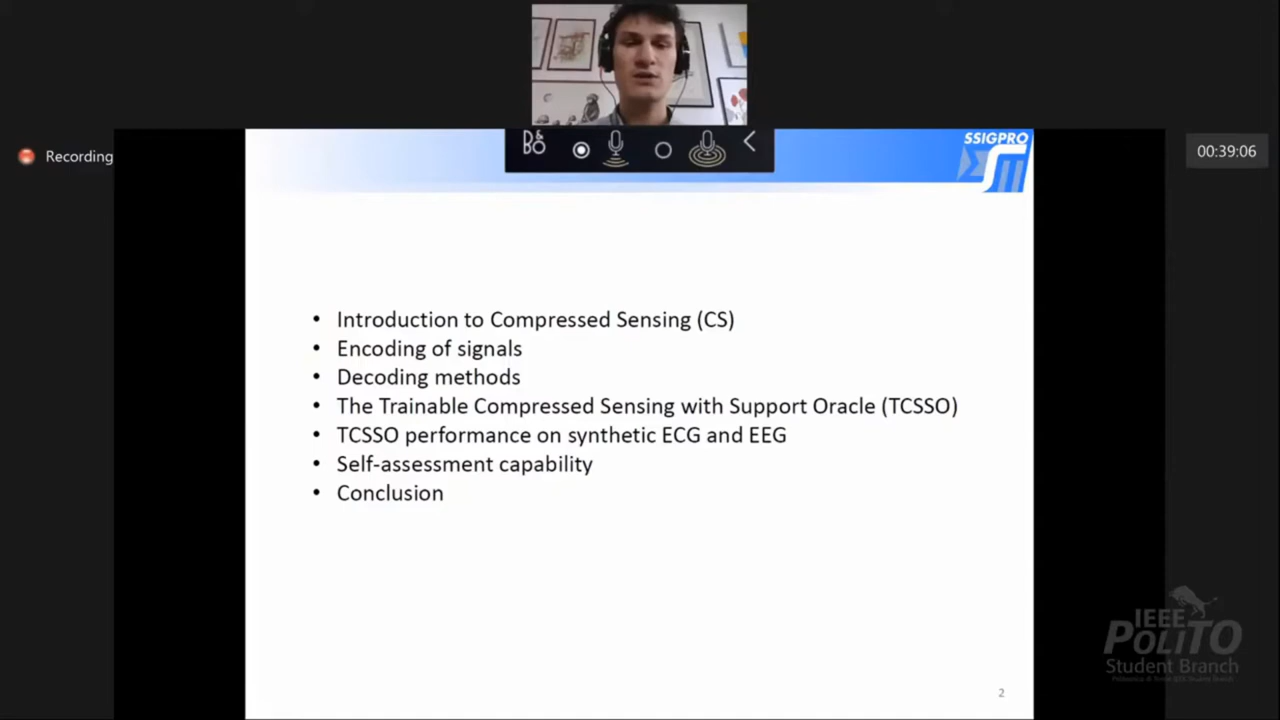 B&O
SSIGPRO
Recording
00:39:06
• Introduction to Compressed Sensing (CS)
• Encoding of signals
• Decoding methods
• The Trainable Compressed Sensing with Support Oracle (TCSSO)
• TCSSO performance on synthetic ECG and EEG
• Self-assessment capability
• Conclusion
IEEE
POLITO
Student Branch
2